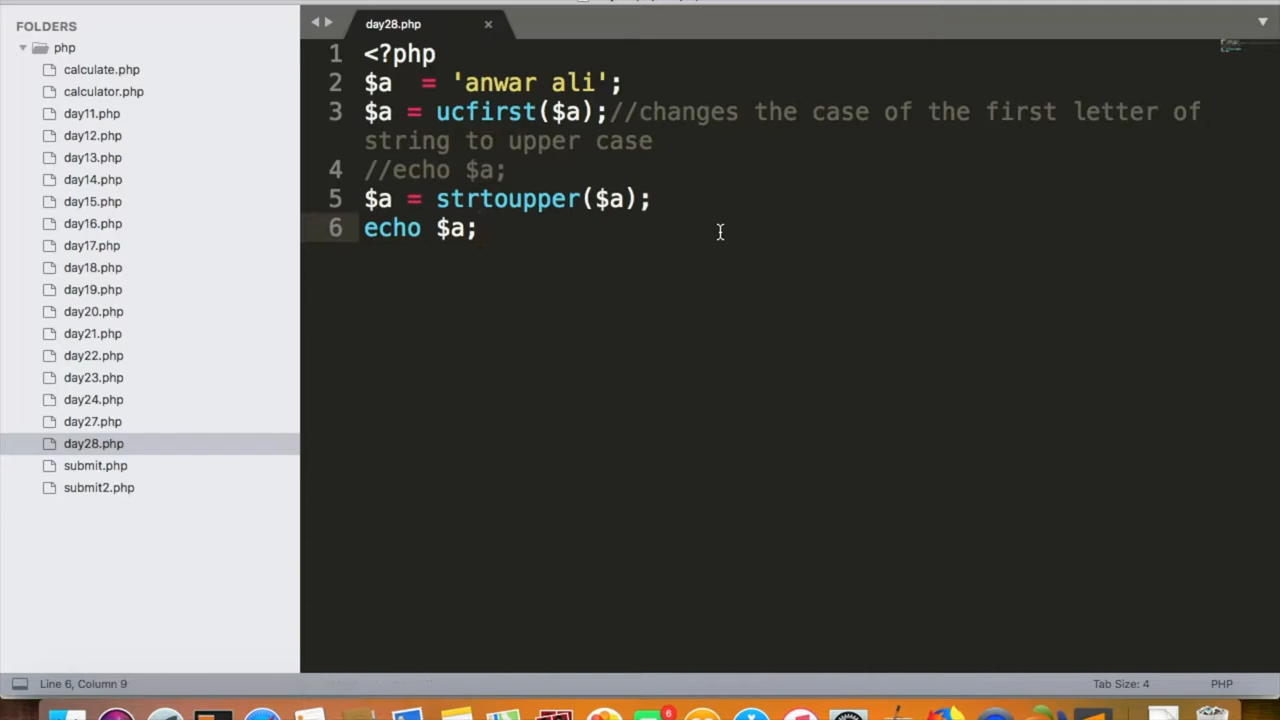 FOLDERS
php
calculate.php
calculator.php
day11.php
day12.php
day13.php
day14.php
day15.php
day16.php
day17.php
day18.php
day19.php
day20.php
day21.php
day22.php
day23.php
day24.php
day27.php
day28.php
submit.php
submit2.php
day28.php ×
1 <?php
2 $a  = 'anwar ali';
3 $a = ucfirst($a);//changes the case of the first letter of
string to upper case
4 //echo $a;
5 $a = strtoupper($a);
6 echo $a;
Line 6, Column 9
Tab Size: 4
PHP
6